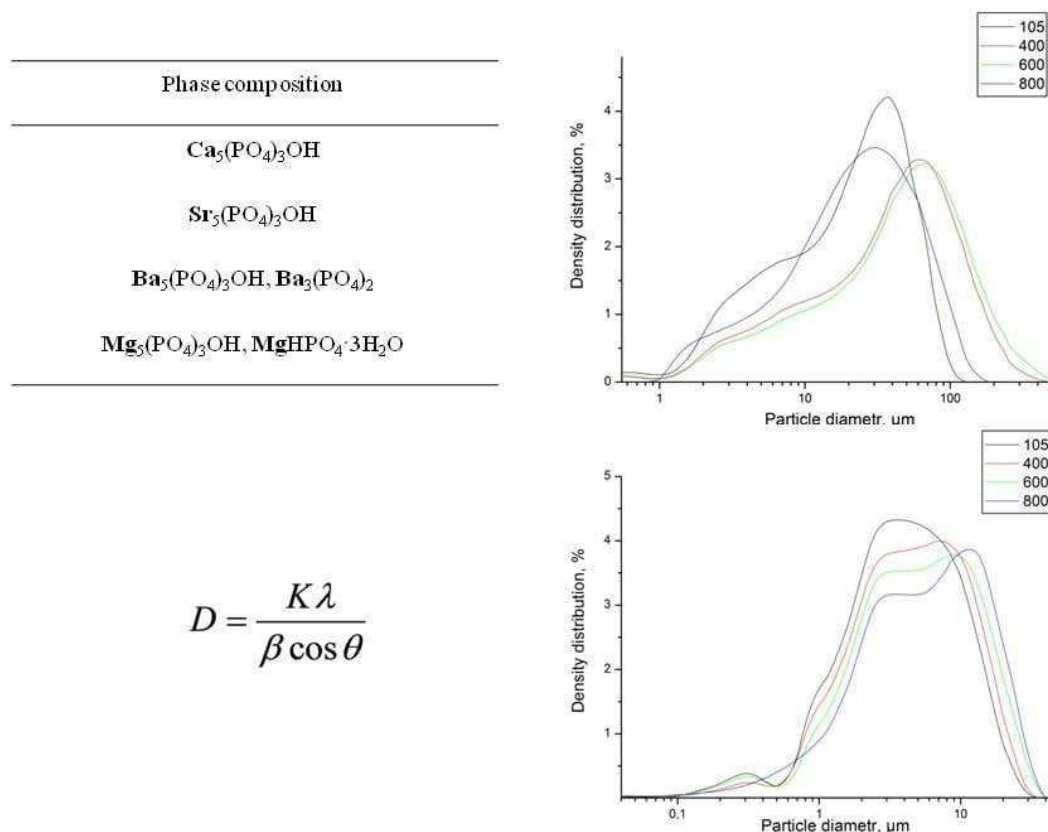 Phase composition
Ca₅(PO₄)₃OH
Sr₅(PO₄)₃OH
Ba₅(PO₄)₃OH, Ba₃(PO₄)₂
Mg₅(PO₄)₃OH, MgHPO₄·3H₂O
105
400
600
800
Density distribution, %
4
3
2
1
0
1
10
100
Particle diametr, µm
D = Kλ / β cos θ
105
400
600
800
Density distribution, %
5
4
3
2
1
0,1
1
10
Particle diametr, µm